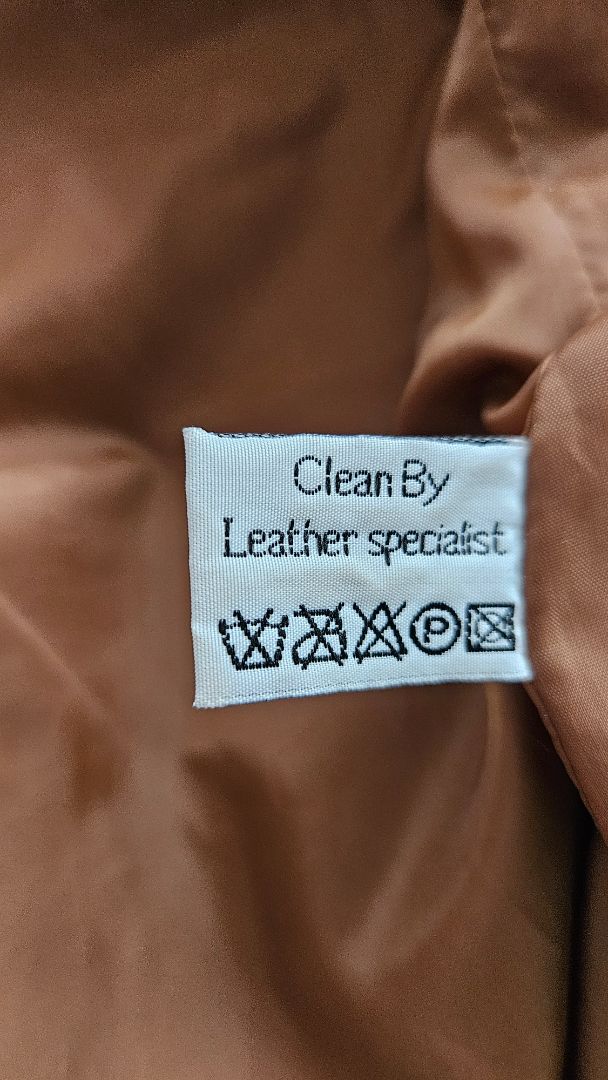 Clean By
Leather specialist
P